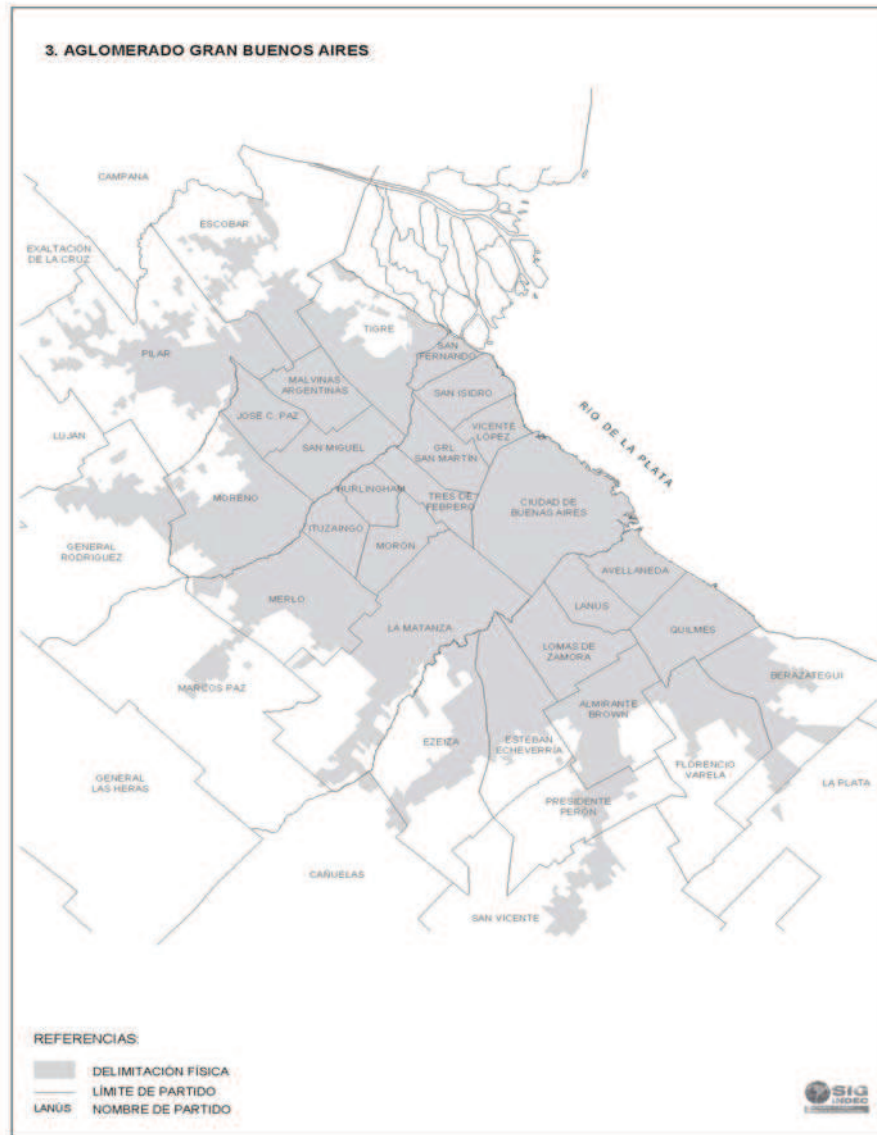 3. AGLOMERADO GRAN BUENOS AIRES
CAMPANA
ESCOBAR
EXALTACIÓN
DE LA CRUZ
TIGRE
PILAR
SAN
FERNANDO
MALVINAS
ARGENTINAS
SAN ISIDRO
JOSÉ C. PAZ
VICENTE
LÓPEZ
RIO DE LA PLATA
LUJAN
SAN MIGUEL
GRL
SAN MARTIN
HURLINGHAM
MORENO
TRES DE
FEBRERO
CIUDAD DE
BUENOS AIRES
ITUZAINGO
MORÓN
GENERAL
RODRIGUEZ
AVELLANEDA
MERLO
LANÚS
LA MATANZA
QUILMES
LOMAS DE
ZAMORA
BERAZATEGUI
MARCOS PAZ
ALMIRANTE
BROWN
EZEIZA
ESTEBAN
ECHEVERRÍA
FLORENCIO
VARELA
GENERAL
LAS HERAS
LA PLATA
PRESIDENTE
PERÓN
CAÑUELAS
SAN VICENTE
REFERENCIAS:
DELIMITACIÓN FÍSICA
LÍMITE DE PARTIDO
LANÚS NOMBRE DE PARTIDO
SIG
INDEC